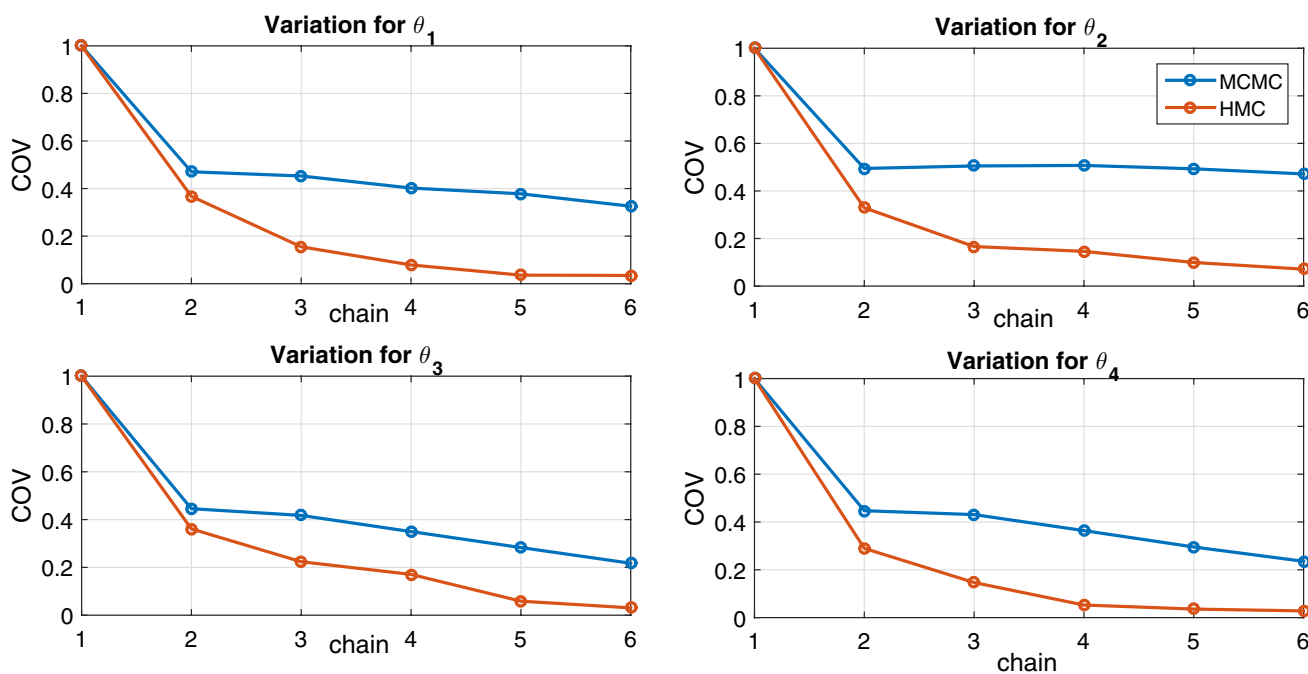 Variation for θ1
COV
1
0.8
0.6
0.4
0.2
0
1 2 3 4 5 6
chain
Variation for θ2
COV
1
0.8
0.6
0.4
0.2
0
MCMC
HMC
1 2 3 4 5 6
chain
Variation for θ3
COV
1
0.8
0.6
0.4
0.2
0
1 2 3 4 5 6
chain
Variation for θ4
COV
1
0.8
0.6
0.4
0.2
0
1 2 3 4 5 6
chain